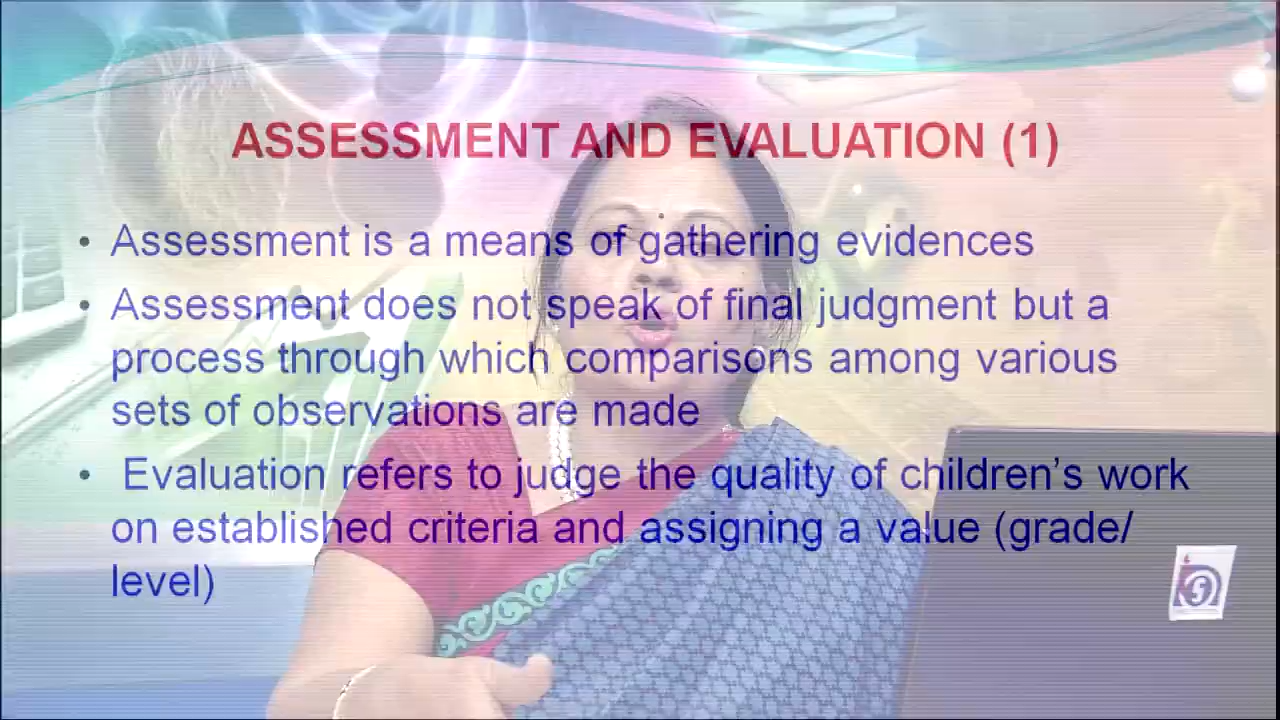 ASSESSMENT AND EVALUATION (1)
• Assessment is a means of gathering evidences
• Assessment does not speak of final judgment but a
process through which comparisons among various
sets of observations are made
• Evaluation refers to judge the quality of children's work
on established criteria and assigning a value (grade/
level)